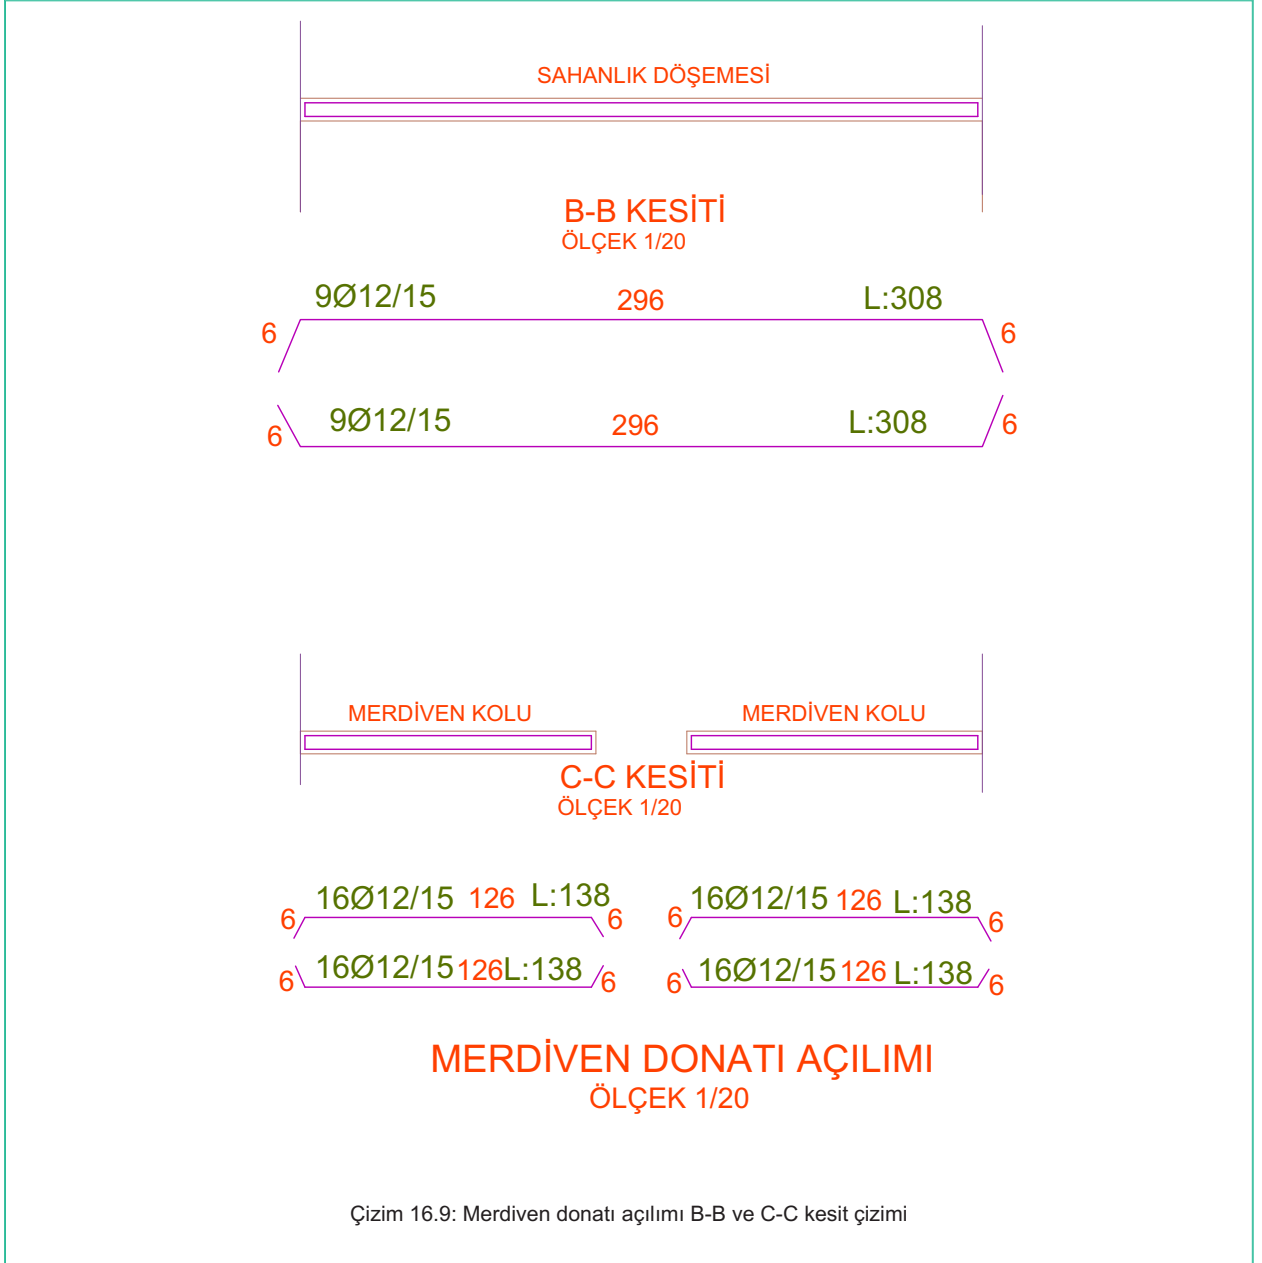 SAHANLIK DÖŞEMESİ
B-B KESİTİ
ÖLÇEK 1/20
9Ø12/15 296 L:308
6 6
9Ø12/15 296 L:308
6 6
MERDİVEN KOLU MERDİVEN KOLU
C-C KESİTİ
ÖLÇEK 1/20
16Ø12/15 126 L:138 16Ø12/15 126 L:138
6 6 6 6
16Ø12/15 126 L:138 16Ø12/15 126 L:138
6 6 6 6
MERDİVEN DONATI AÇILIMI
ÖLÇEK 1/20
Çizim 16.9: Merdiven donatı açılımı B-B ve C-C kesit çizimi